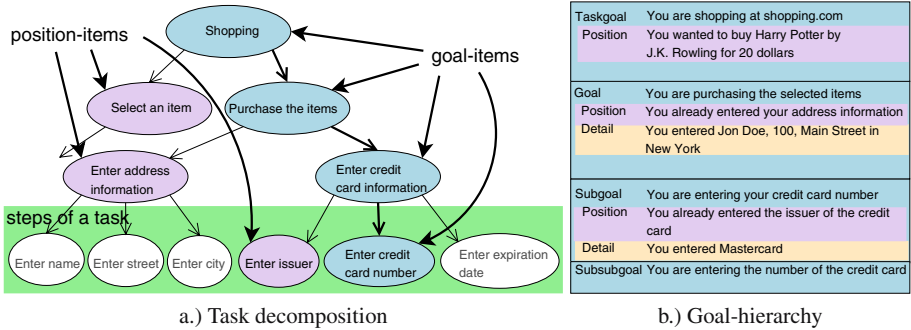 position-items
Shopping
goal-items
Select an item
Purchase the items
Enter address
information
Enter credit
card information
steps of a task
Enter name
Enter street
Enter city
Enter issuer
Enter credit
card number
Enter expiration
date
a.) Task decomposition
Taskgoal You are shopping at shopping.com
Position You wanted to buy Harry Potter by
J.K. Rowling for 20 dollars
Goal You are purchasing the selected items
Position You already entered your address information
Detail You entered Jon Doe, 100, Main Street in
New York
Subgoal You are entering your credit card number
Position You already entered the issuer of the credit
card
Detail You entered Mastercard
Subsubgoal You are entering the number of the credit card
b.) Goal-hierarchy